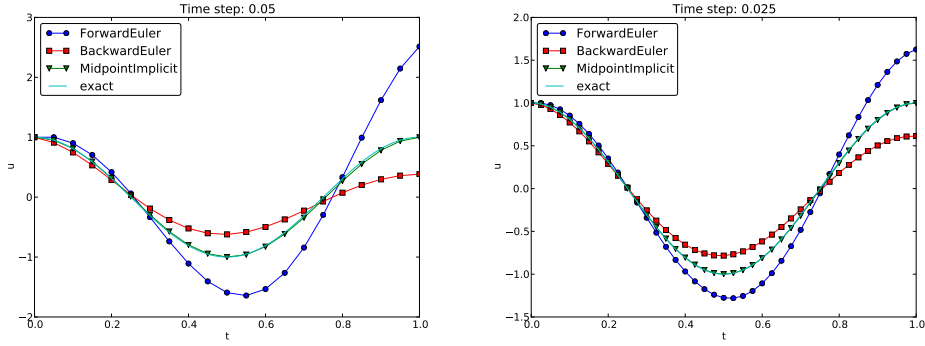 Time step: 0.05
3
2
1
0
−1
−2
u
ForwardEuler
BackwardEuler
MidpointImplicit
exact
0.0 0.2 0.4 0.6 0.8 1.0
t
Time step: 0.025
2.0
1.5
1.0
0.5
0.0
−0.5
−1.0
−1.5
u
ForwardEuler
BackwardEuler
MidpointImplicit
exact
0.0 0.2 0.4 0.6 0.8 1.0
t